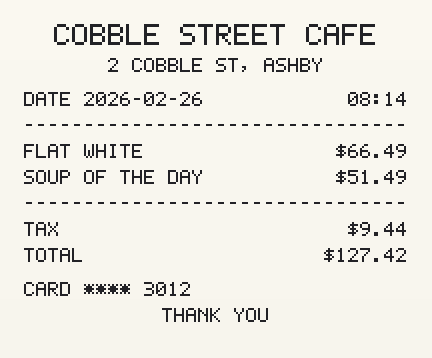 COBBLE STREET CAFE
2 COBBLE ST, ASHBY
DATE 2026-02-26 08:14
--------------------------------
FLAT WHITE $66.49
SOUP OF THE DAY $51.49
--------------------------------
TAX $9.44
TOTAL $127.42
CARD **** 3012
THANK YOU